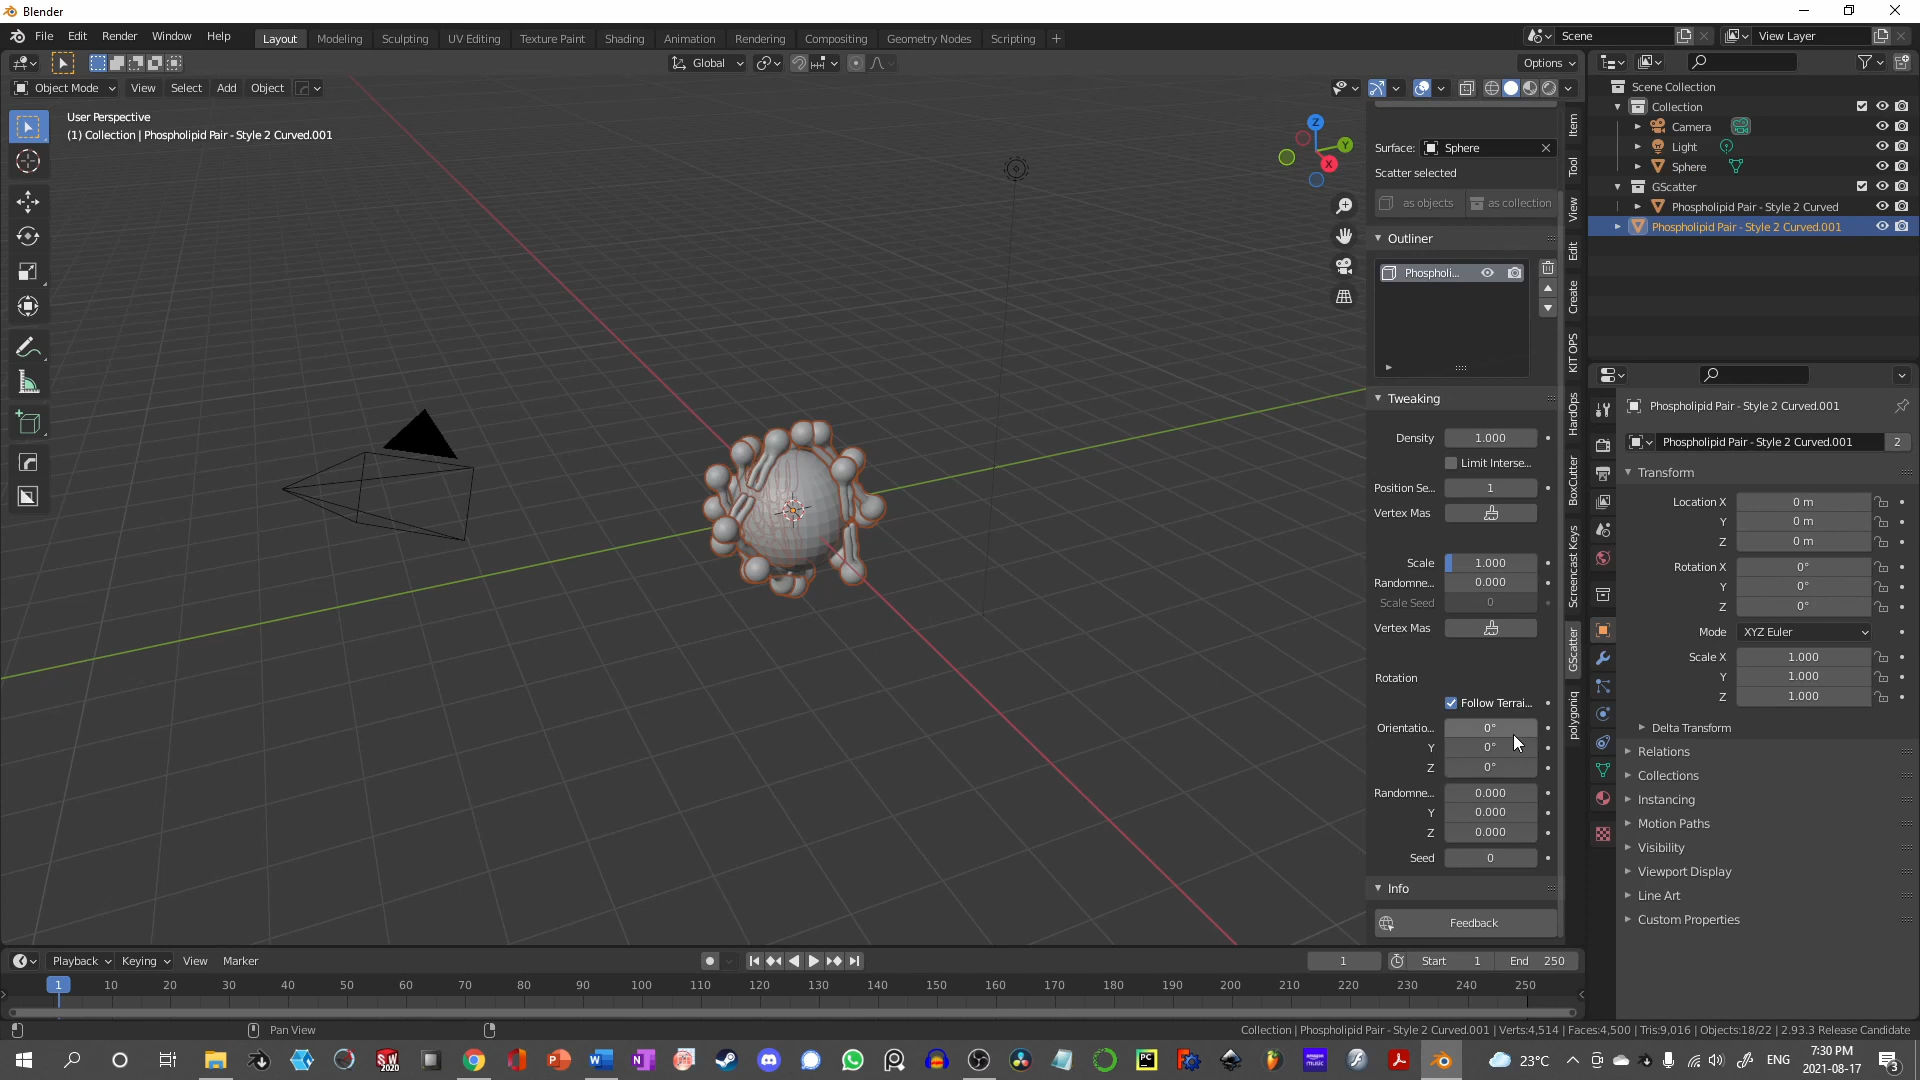 Blender
File Edit Render Window Help
Layout Modeling Sculpting UV Editing Texture Paint Shading Animation Rendering Compositing Geometry Nodes Scripting +
Scene
View Layer
Global
Options
Object Mode View Select Add Object
User Perspective
(1) Collection | Phospholipid Pair - Style 2 Curved.001
Z
Y
X
Surface: Sphere
Scatter selected
as objects
as collection
Outliner
Phospholi...
Tweaking
Density 1.000
Limit Interse...
Position Se... 1
Vertex Mas
Scale 1.000
Randomne... 0.000
Scale Seed 0
Vertex Mas
Rotation
Follow Terrai...
Orientatio... 0°
Y 0°
Z 0°
Randomne... 0.000
Y 0.000
Z 0.000
Seed 0
Info
Feedback
Item
Tool
View
Edit
Create
KIT OPS
HardOps
BoxCutter
Screencast Keys
GScatter
polygoniq
Scene Collection
Collection
Camera
Light
Sphere
GScatter
Phospholipid Pair - Style 2 Curved
Phospholipid Pair - Style 2 Curved.001
Phospholipid Pair - Style 2 Curved.001
Phospholipid Pair - Style 2 Curved.001 2
Transform
Location X 0 m
Y 0 m
Z 0 m
Rotation X 0°
Y 0°
Z 0°
Mode XYZ Euler
Scale X 1.000
Y 1.000
Z 1.000
Delta Transform
Relations
Collections
Instancing
Motion Paths
Visibility
Viewport Display
Line Art
Custom Properties
Playback Keying View Marker
1
Start 1 End 250
1 10 20 30 40 50 60 70 80 90 100 110 120 130 140 150 160 170 180 190 200 210 220 230 240 250
Pan View
Collection | Phospholipid Pair - Style 2 Curved.001 | Verts:4,514 | Faces:4,500 | Tris:9,016 | Objects:18/22 | 2.93.3 Release Candidate
SW
2020
PC
amazon
music
23°C
ENG
7:30 PM
2021-08-17
3